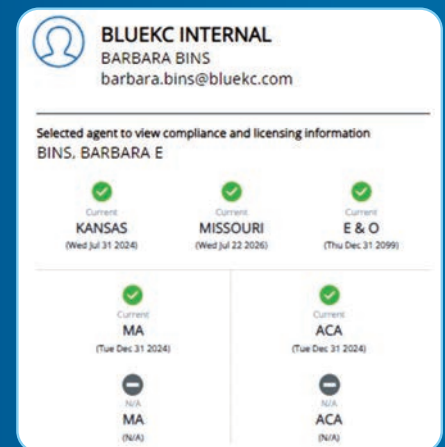 BLUEKC INTERNAL
BARBARA BINS
barbara.bins@bluekc.com
Selected agent to view compliance and licensing information
BINS, BARBARA E
Current Current Current
KANSAS MISSOURI E & O
(Wed Jul 31 2024) (Wed Jul 22 2026) (Thu Dec 31 2099)
Current Current
MA ACA
(Tue Dec 31 2024) (Tue Dec 31 2024)
N/A N/A
MA ACA
(N/A) (N/A)